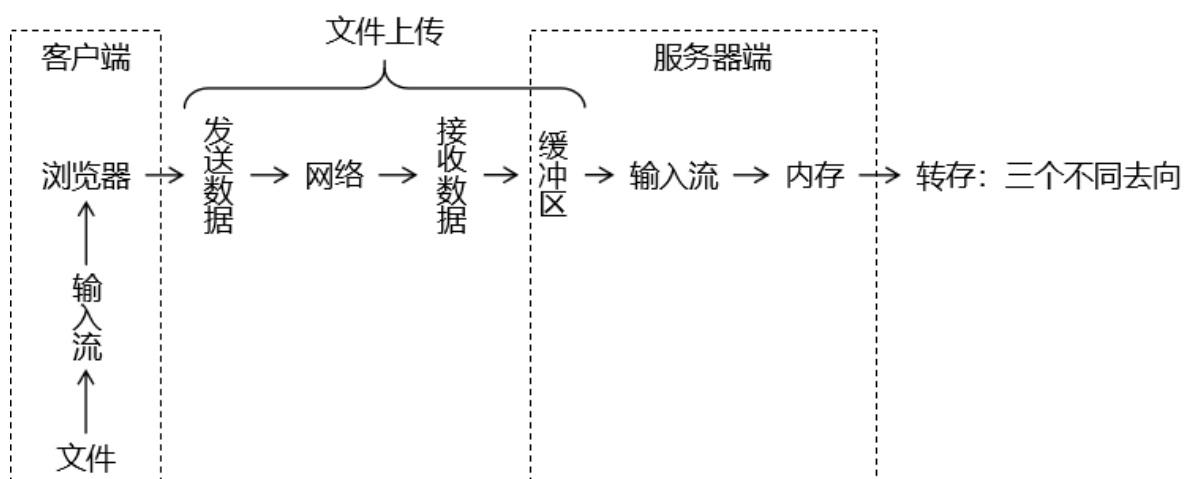 文件上传
客户端
服务器端
浏览器
发送数据
网络
接收数据
缓冲区
输入流
内存
转存：三个不同去向
输入流
文件